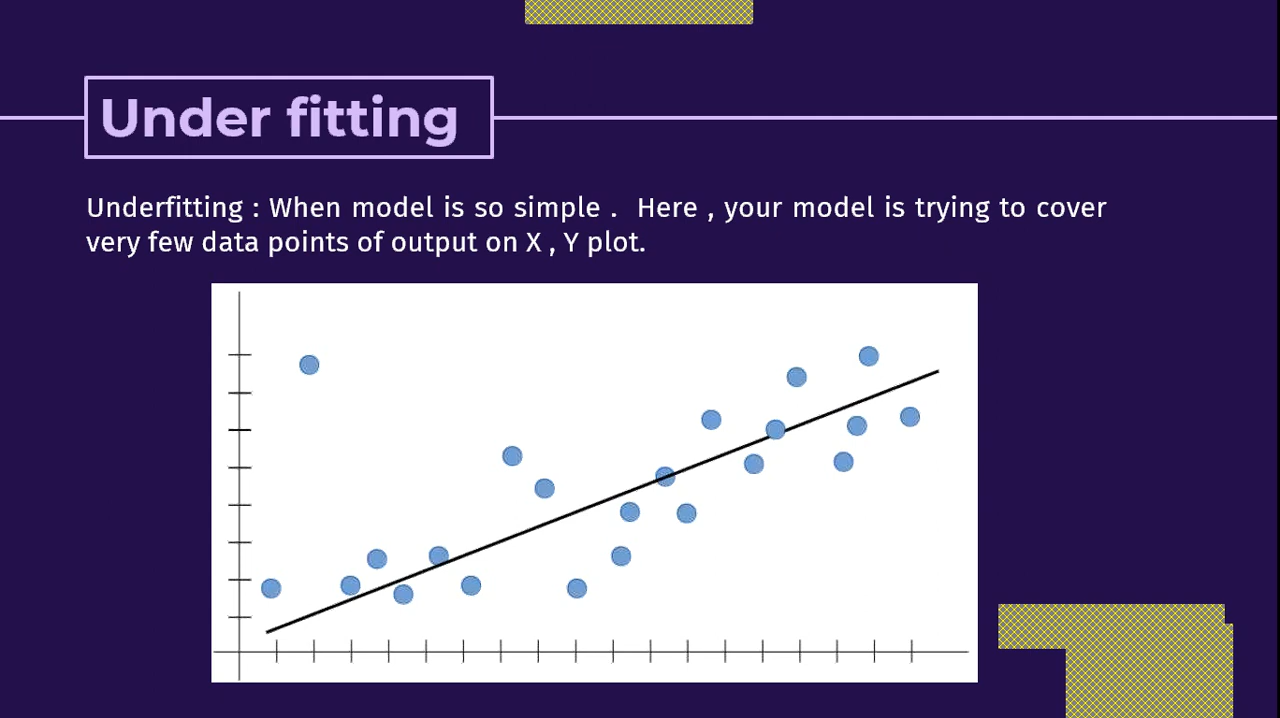 Under fitting
Underfitting : When model is so simple .  Here , your model is trying to cover
very few data points of output on X , Y plot.